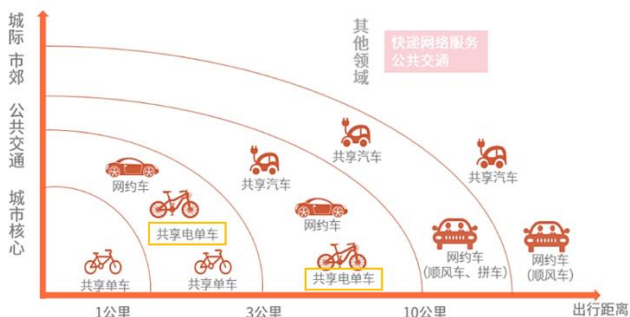 城际 市郊 公共交通 城市核心
其他领域
快递网络服务
公共交通
共享汽车
共享汽车
共享汽车
网约车
网约车
共享电单车
网约车
(顺风车、拼车)
网约车
(顺风车)
共享单车
共享单车
共享电单车
1公里
3公里
10公里
出行距离